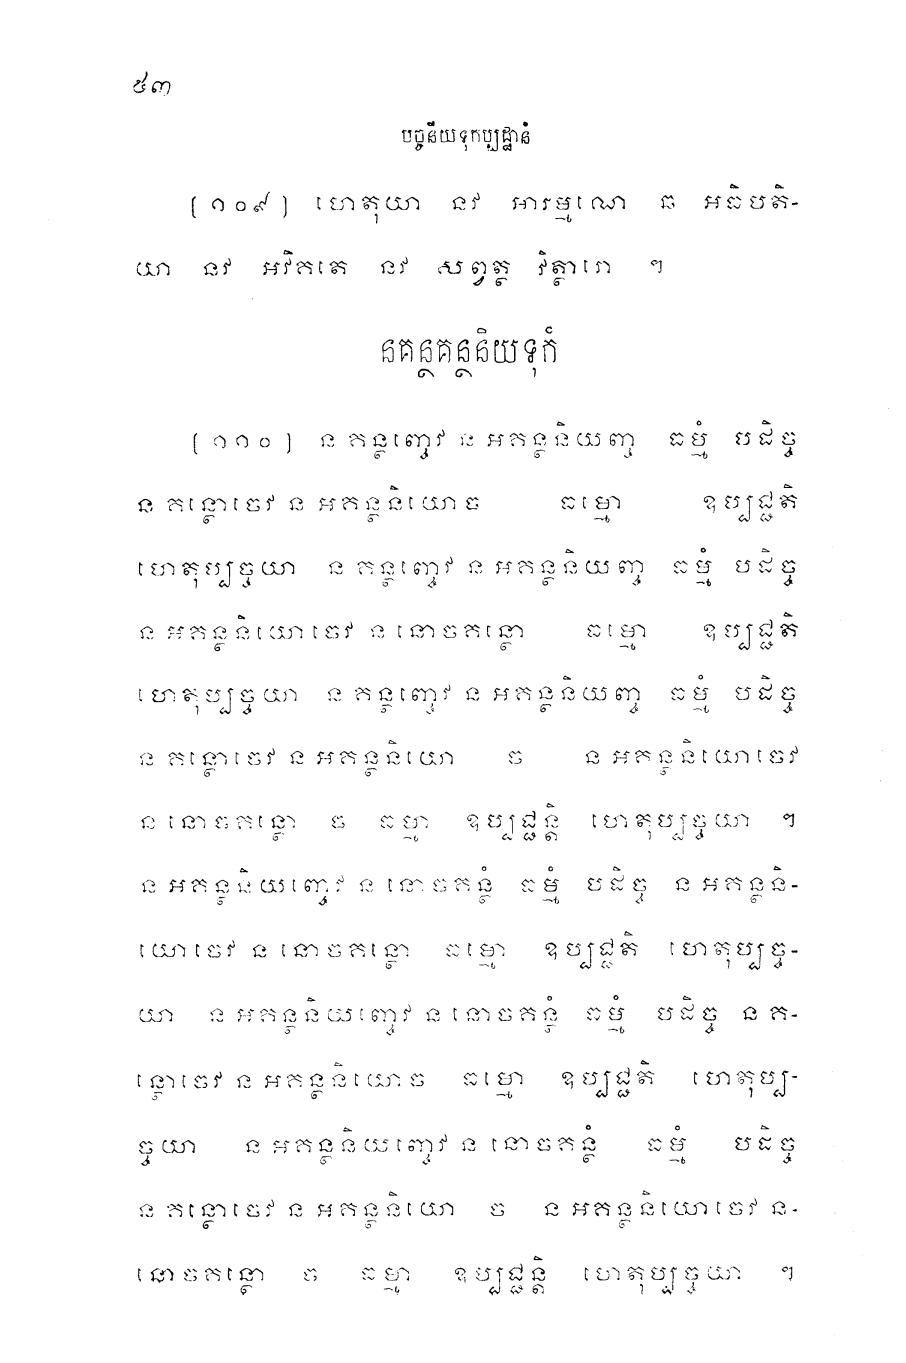 ៥៣
បច្ចនីយទុកប្បដ្ឋានំ
[១០៩] ហេតុយា នវ អារម្មណេ ឆ អធិបតិ-
យា នវ អវិគតេ នវ សព្វត្ថ វិត្ថារោ ។
នគន្ថគន្ថនិយទុកំ
[១១០] ន គន្ថញ្ចេវ ន អគន្ថនិយញ្ច ធម្មំ បដិច្ច
ន គន្ថោចេវ ន អគន្ថនិយោច ធម្មោ ឧប្បជ្ជតិ
ហេតុប្បច្ចយា ន គន្ថញ្ចេវ ន អគន្ថនិយញ្ច ធម្មំ បដិច្ច
ន អគន្ថនិយោចេវ ន នោចគន្ថោ ធម្មោ ឧប្បជ្ជតិ
ហេតុប្បច្ចយា ន គន្ថញ្ចេវ ន អគន្ថនិយញ្ច ធម្មំ បដិច្ច
ន គន្ថោចេវ ន អគន្ថនិយោ ច ន អគន្ថនិយោចេវ
ន នោចគន្ថោ ច ធម្មា ឧប្បជ្ជន្តិ ហេតុប្បច្ចយា ។
ន អគន្ថនិយញ្ចេវ ន នោចគន្ថំ ធម្មំ បដិច្ច ន អគន្ថនិ-
យោចេវ ន នោចគន្ថោ ធម្មោ ឧប្បជ្ជតិ ហេតុប្បច្ច-
យា ន អគន្ថនិយញ្ចេវ ន នោចគន្ថំ ធម្មំ បដិច្ច ន គ-
ន្ថោចេវ ន អគន្ថនិយោច ធម្មោ ឧប្បជ្ជតិ ហេតុប្ប-
ច្ចយា ន អគន្ថនិយញ្ចេវ ន នោចគន្ថំ ធម្មំ បដិច្ច
ន គន្ថោចេវ ន អគន្ថនិយោ ច ន អគន្ថនិយោចេវ ន-
នោចគន្ថោ ច ធម្មា ឧប្បជ្ជន្តិ ហេតុប្បច្ចយា ។